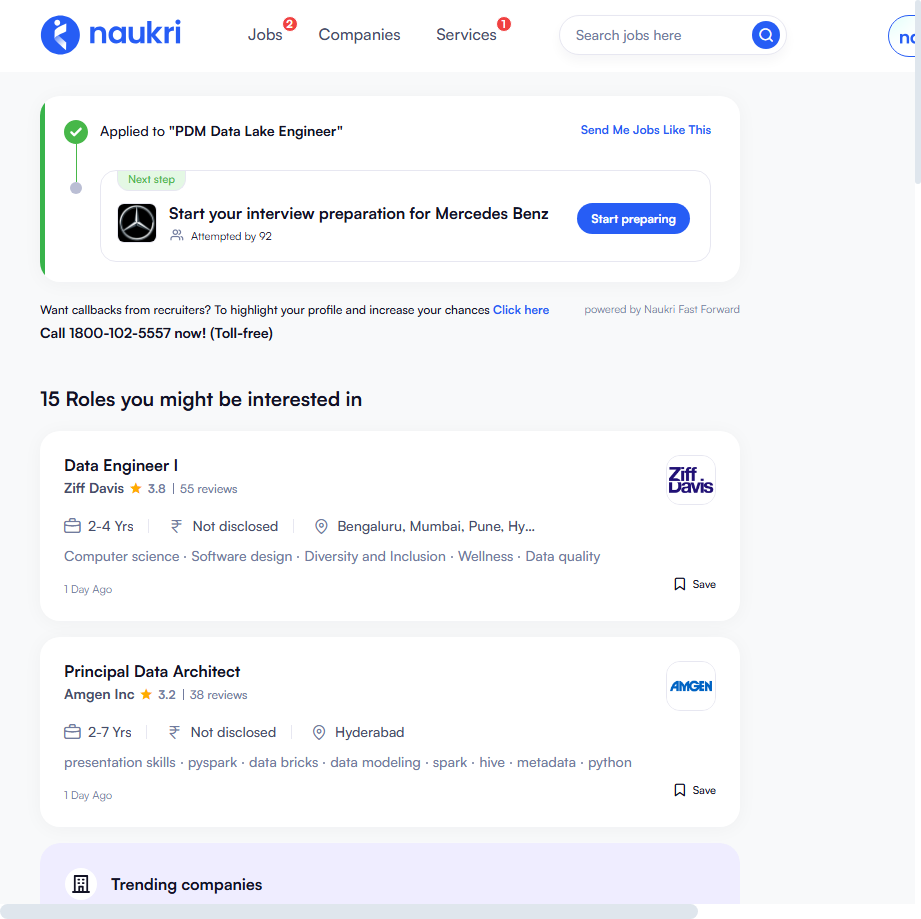 naukri
Jobs 2 Companies Services 1 Search jobs here
Applied to "PDM Data Lake Engineer" Send Me Jobs Like This
Next step
Start your interview preparation for Mercedes Benz
Attempted by 92
Start preparing
Want callbacks from recruiters? To highlight your profile and increase your chances Click here powered by Naukri Fast Forward
Call 1800-102-5557 now! (Toll-free)
15 Roles you might be interested in
Data Engineer I
Ziff Davis 3.8 | 55 reviews
Ziff
Davis
2-4 Yrs ₹ Not disclosed Bengaluru, Mumbai, Pune, Hy...
Computer science · Software design · Diversity and Inclusion · Wellness · Data quality
1 Day Ago Save
Principal Data Architect
Amgen Inc 3.2 | 38 reviews
AMGEN
2-7 Yrs ₹ Not disclosed Hyderabad
presentation skills · pyspark · data bricks · data modeling · spark · hive · metadata · python
1 Day Ago Save
Trending companies